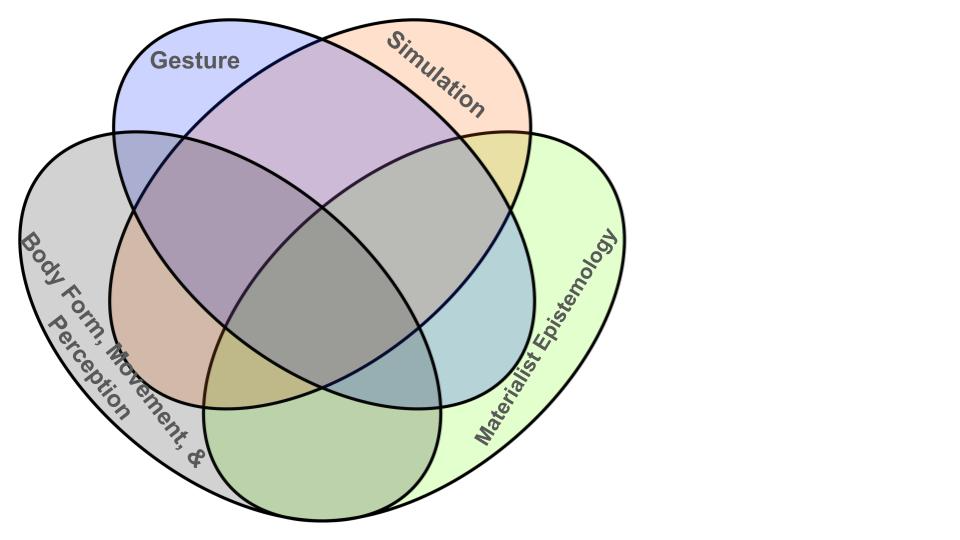 Gesture
Simulation
Body Form, Movement, &
Perception
Materialist Epistemology